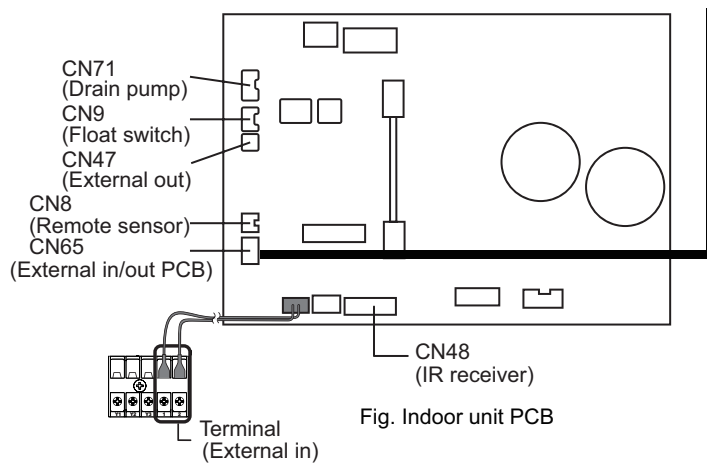 CN71
(Drain pump)
CN9
(Float switch)
CN47
(External out)
CN8
(Remote sensor)
CN65
(External in/out PCB)
CN48
(IR receiver)
Fig. Indoor unit PCB
Terminal
(External in)